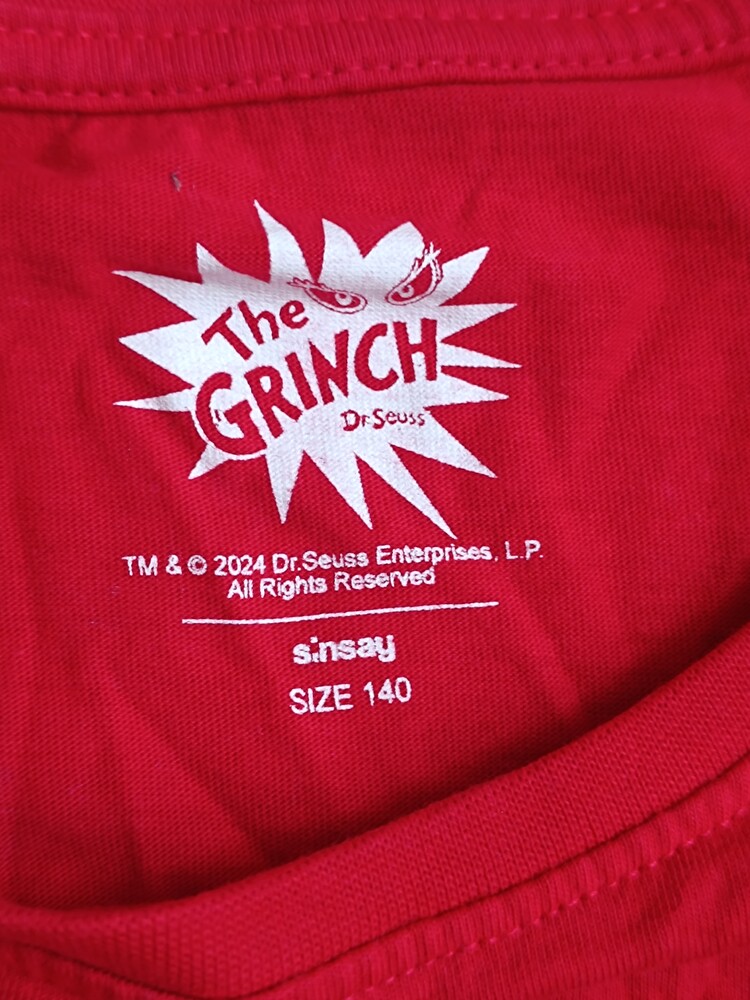 The
GRINCH
Dr.Seuss
TM & © 2024 Dr.Seuss Enterprises, L.P.
All Rights Reserved
sinsay
SIZE 140